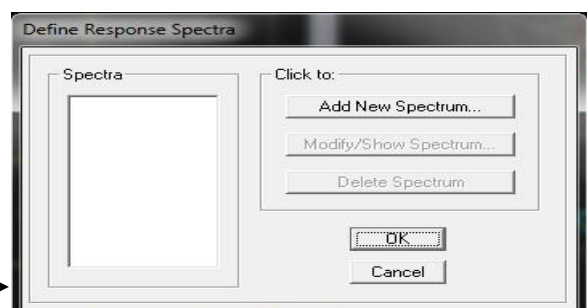 Define Response Spectra
Spectra
Click to:
Add New Spectrum...
Modify/Show Spectrum...
Delete Spectrum
OK
Cancel